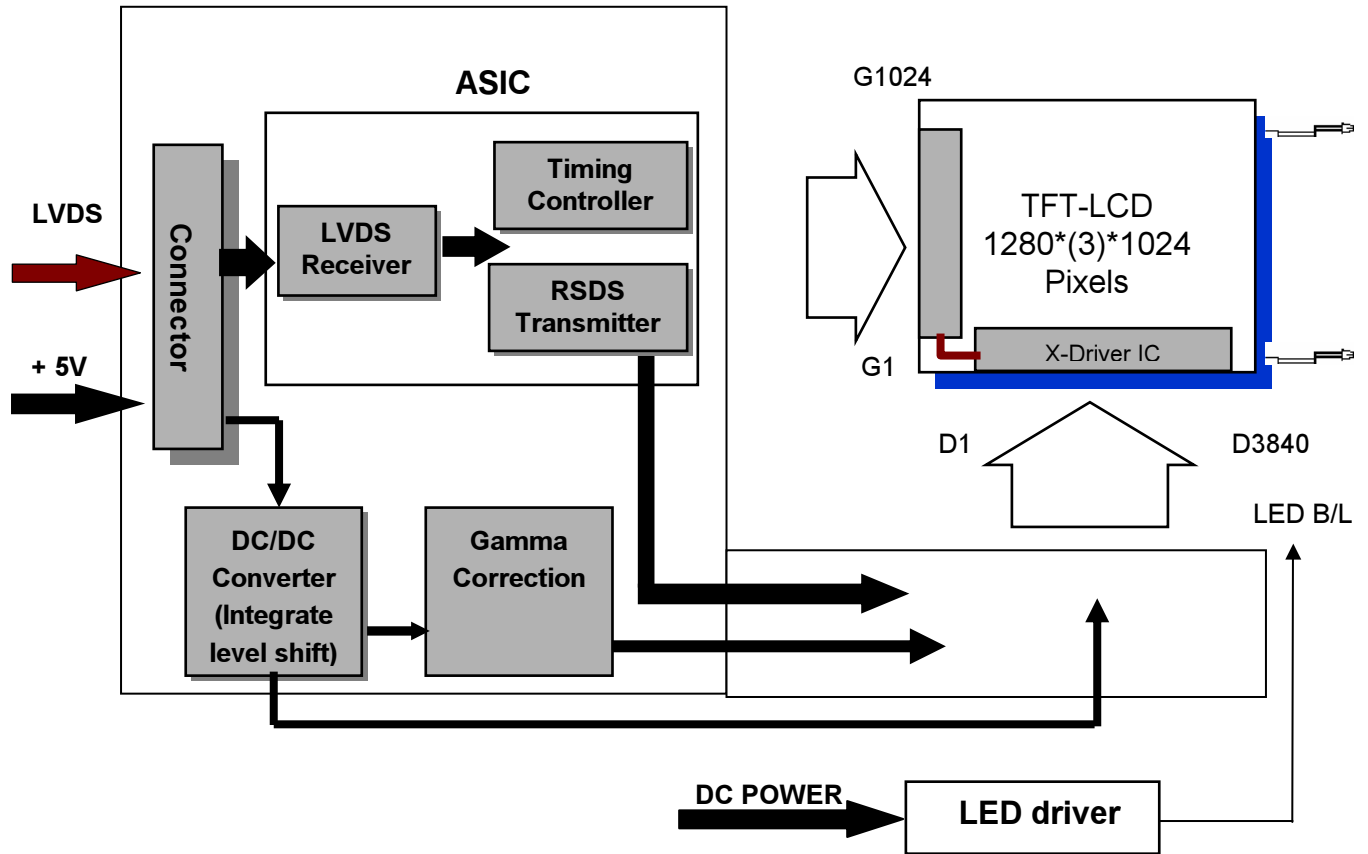 ASIC
G1024
LVDS
Connector
LVDS
Receiver
Timing
Controller
RSDS
Transmitter
TFT-LCD
1280*(3)*1024
Pixels
X-Driver IC
+ 5V
G1
D1
D3840
LED B/L
DC/DC
Converter
(Integrate
level shift)
Gamma
Correction
DC POWER
LED driver